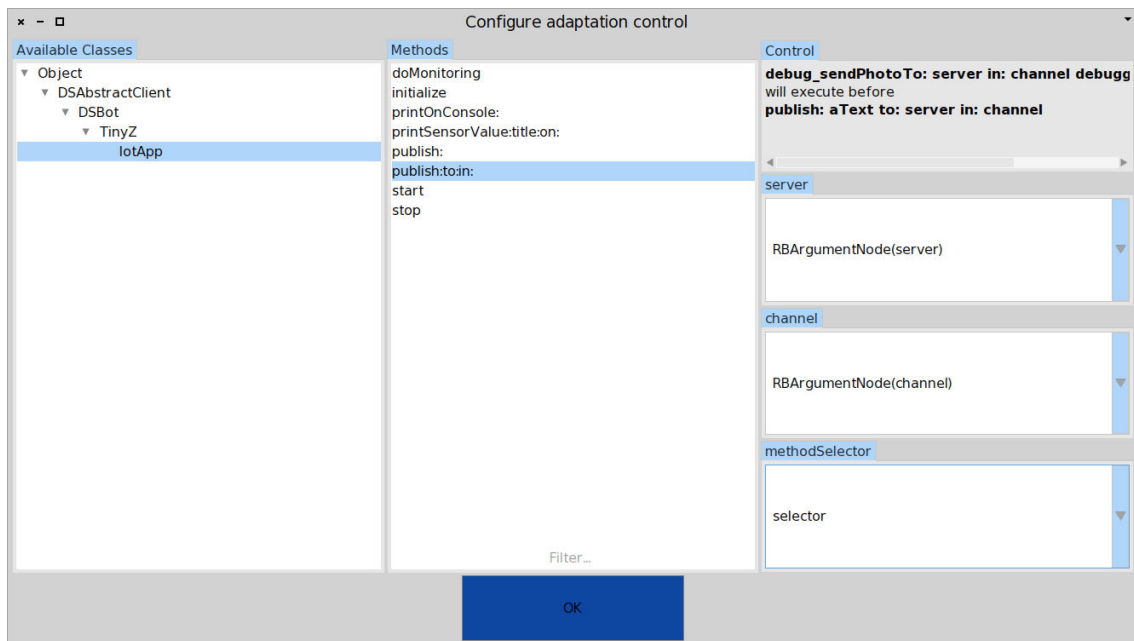 Configure adaptation control
Available Classes
Object
DSAbstractClient
DSBot
TinyZ
IotApp
Methods
doMonitoring
initialize
printOnConsole:
printSensorValue:title:on:
publish:
publish:to:in:
start
stop
Filter...
Control
debug_sendPhotoTo: server in: channel debugg
will execute before
publish: aText to: server in: channel
server
RBArgumentNode(server)
channel
RBArgumentNode(channel)
methodSelector
selector
OK